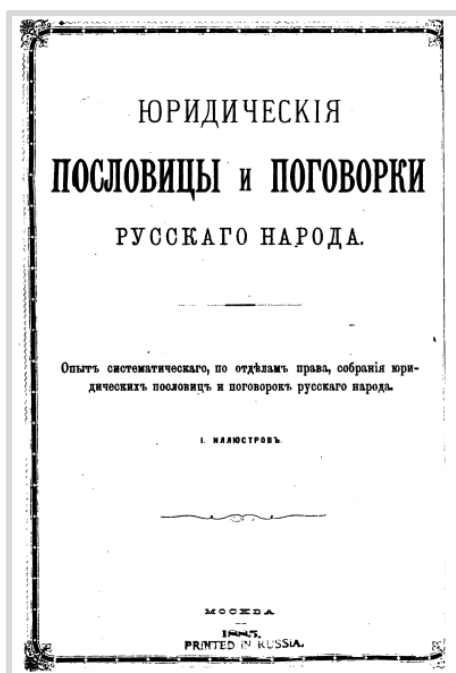 ЮРИДИЧЕСКІЯ
ПОСЛОВИЦЫ и ПОГОВОРКИ
РУССКАГО НАРОДА.
Опытъ систематическаго, по отдѣламъ права, собранія юри-
дическихъ пословицъ и поговорокъ русскаго народа.
І. ИЛЛЮСТРОВЪ.
МОСКВА
1885.
PRINTED IN RUSSIA.